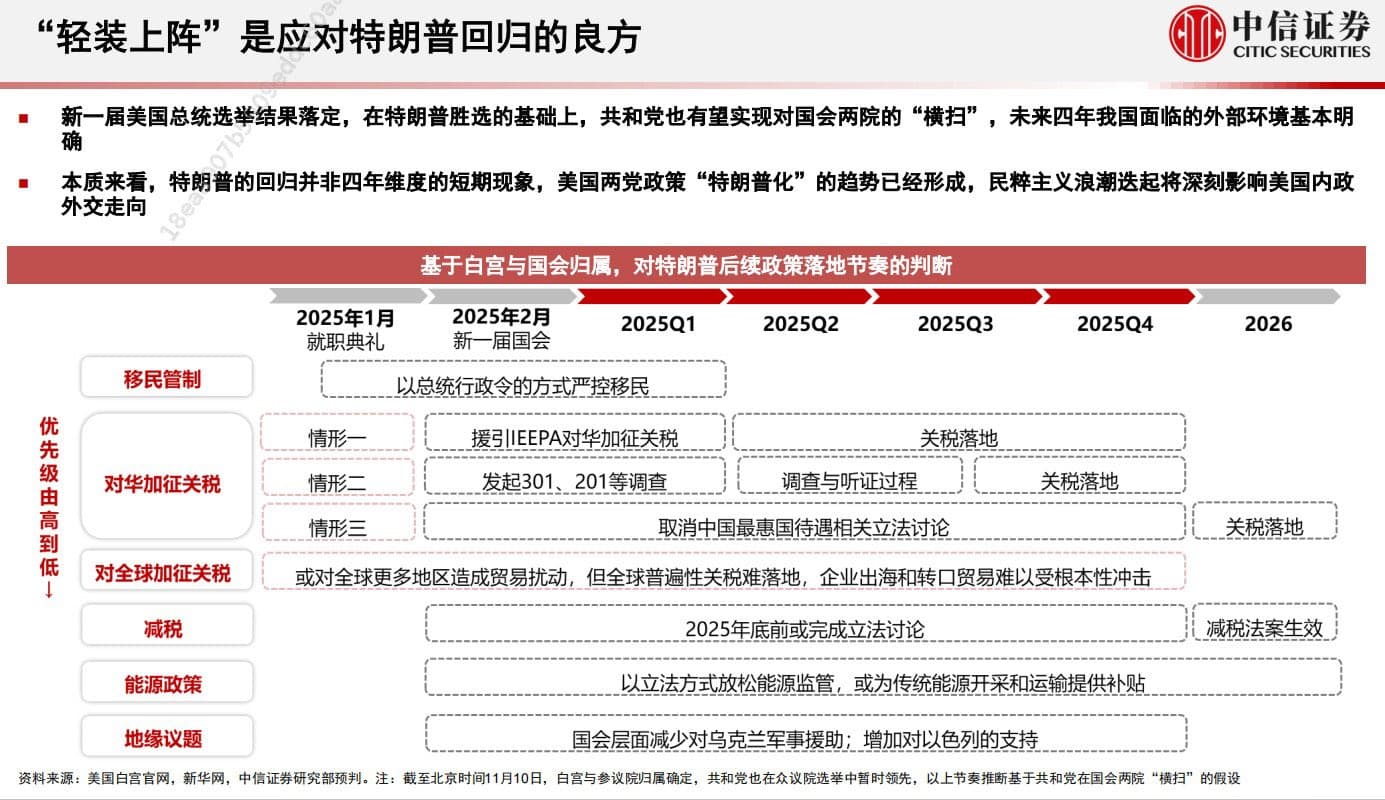 “轻装上阵”是应对特朗普回归的良方
中信证券
CITIC SECURITIES
新一届美国总统选举结果落定，在特朗普胜选的基础上，共和党也有望实现对国会两院的“横扫”，未来四年我国面临的外部环境基本明
确
本质来看，特朗普的回归并非四年维度的短期现象，美国两党政策“特朗普化”的趋势已经形成，民粹主义浪潮迭起将深刻影响美国内政
外交走向
基于白宫与国会归属，对特朗普后续政策落地节奏的判断
2025年1月
就职典礼
2025年2月
新一届国会
2025Q1
2025Q2
2025Q3
2025Q4
2026
优先级由高到低↓
移民管制
以总统行政令的方式严控移民
对华加征关税
情形一
援引IEEPA对华加征关税
关税落地
情形二
发起301、201等调查
调查与听证过程
关税落地
情形三
取消中国最惠国待遇相关立法讨论
关税落地
对全球加征关税
或对全球更多地区造成贸易扰动，但全球普遍性关税难落地，企业出海和转口贸易难以受根本性冲击
减税
2025年底前或完成立法讨论
减税法案生效
能源政策
以立法方式放松能源监管，或为传统能源开采和运输提供补贴
地缘议题
国会层面减少对乌克兰军事援助；增加对以色列的支持
资料来源：美国白宫官网，新华网，中信证券研究部预判。注：截至北京时间11月10日，白宫与参议院归属确定，共和党也在众议院选举中暂时领先，以上节奏推断基于共和党在国会两院“横扫”的假设